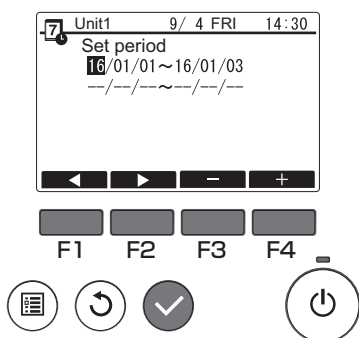 7 Unit1 9/ 4 FRI 14:30
Set period
16/01/01~16/01/03
--/--/--~--/--/--
◀ ▶ − +
F1 F2 F3 F4